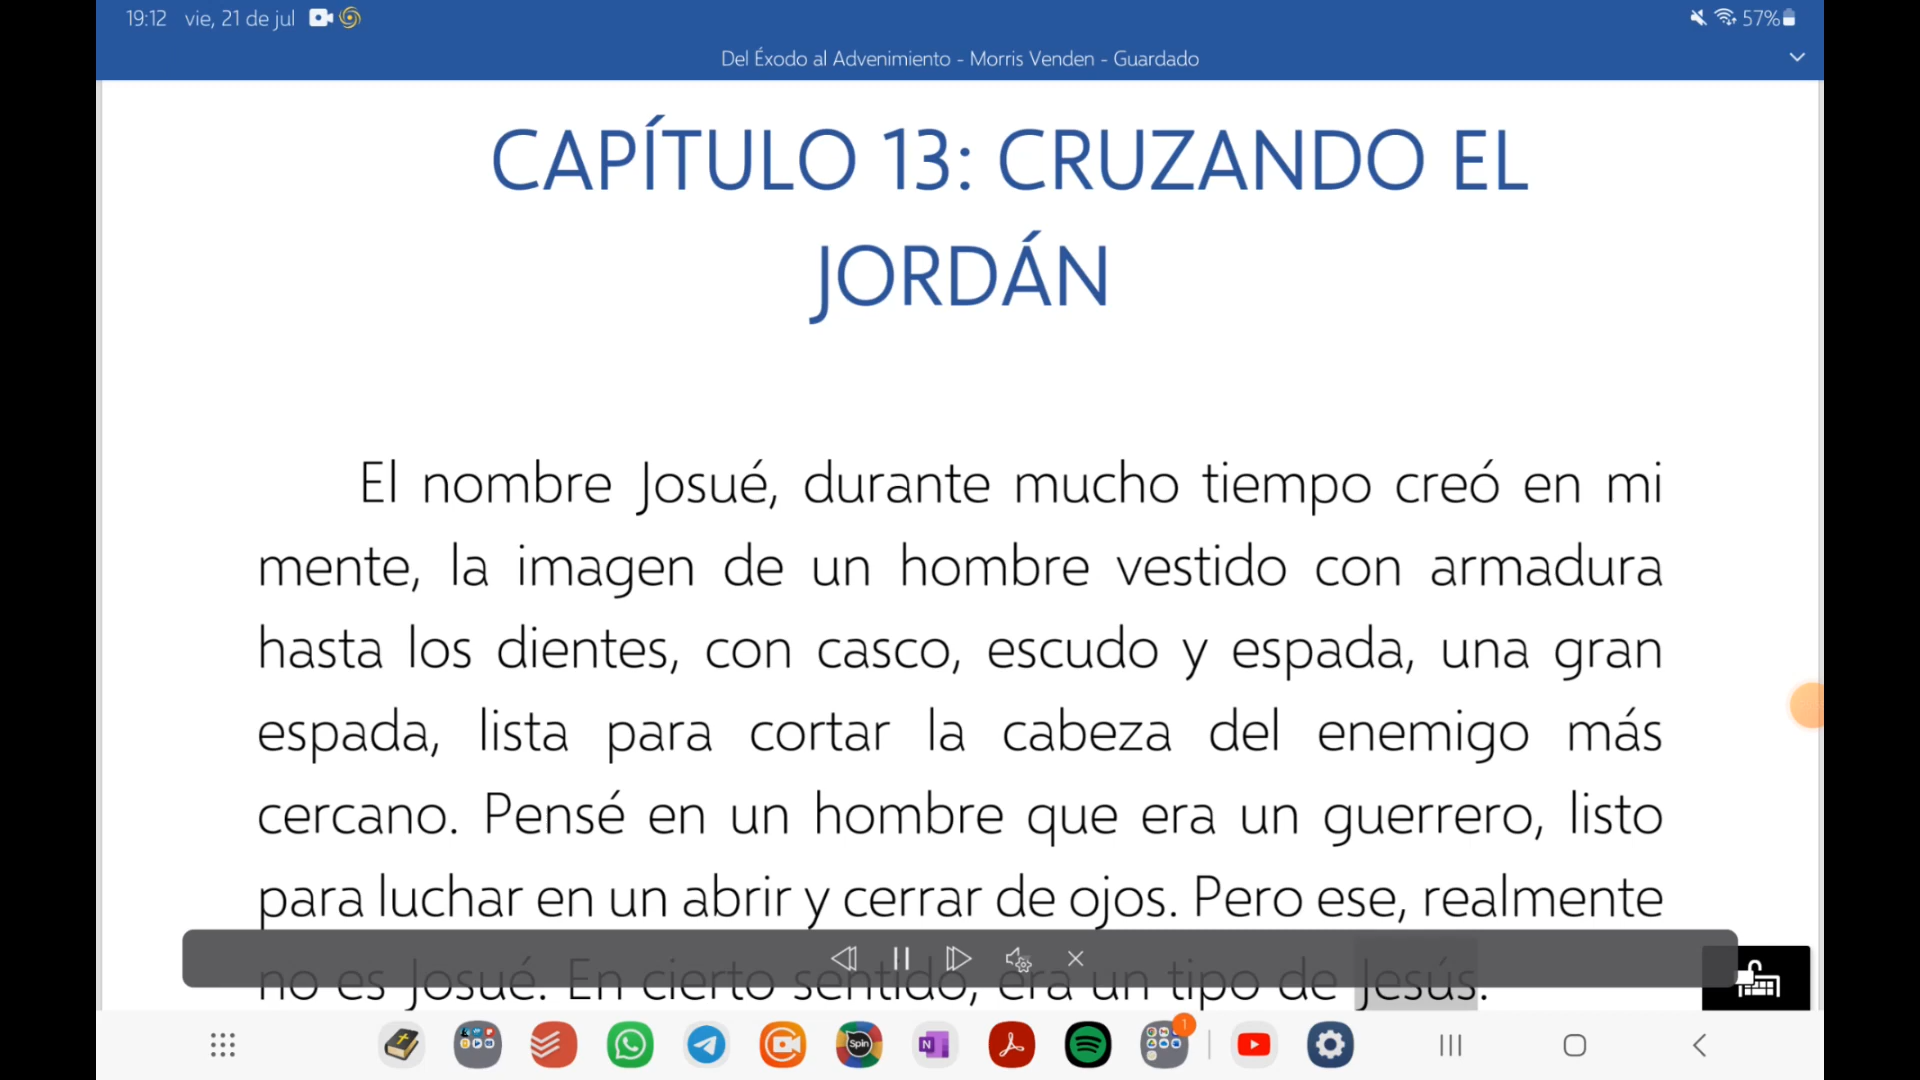 19:12 vie, 21 de jul 57%
Del Éxodo al Advenimiento - Morris Venden - Guardado
CAPÍTULO 13: CRUZANDO EL
JORDÁN
El nombre Josué, durante mucho tiempo creó en mi
mente, la imagen de un hombre vestido con armadura
hasta los dientes, con casco, escudo y espada, una gran
espada, lista para cortar la cabeza del enemigo más
cercano. Pensé en un hombre que era un guerrero, listo
para luchar en un abrir y cerrar de ojos. Pero ese, realmente
no es Josué. En cierto sentido, era un tipo de Jesús.
Spin
N
1